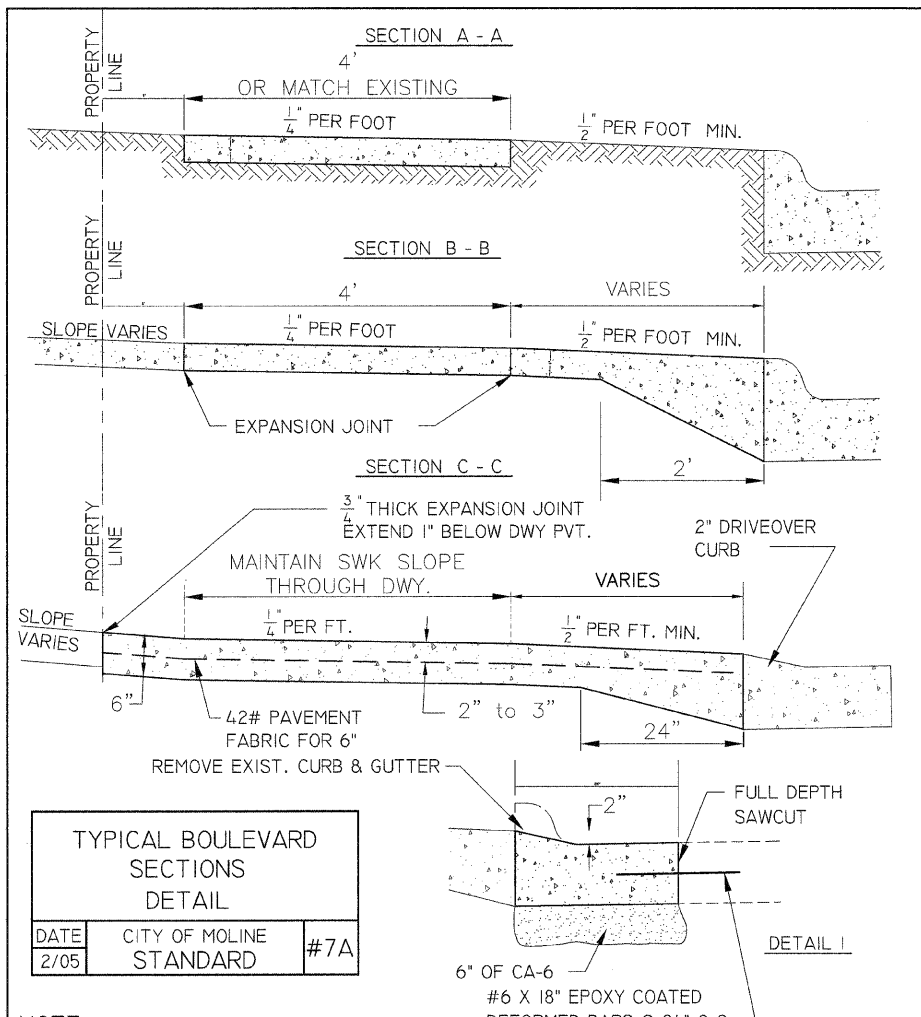 SECTION A - A
PROPERTY
LINE
4'
OR MATCH EXISTING
1/4" PER FOOT
1/2" PER FOOT MIN.
SECTION B - B
PROPERTY
LINE
4'
VARIES
SLOPE VARIES
1/4" PER FOOT
1/2" PER FOOT MIN.
EXPANSION JOINT
2'
SECTION C - C
PROPERTY
LINE
3/4" THICK EXPANSION JOINT
EXTEND 1" BELOW DWY PVT.
2" DRIVEOVER
CURB
MAINTAIN SWK SLOPE
THROUGH DWY.
VARIES
SLOPE
VARIES
1/4" PER FT.
1/2" PER FT. MIN.
6"
42# PAVEMENT
FABRIC FOR 6"
2" to 3"
24"
REMOVE EXIST. CURB & GUTTER
2"
FULL DEPTH
SAWCUT
TYPICAL BOULEVARD
SECTIONS
DETAIL
DATE
2/05
CITY OF MOLINE
STANDARD
#7A
DETAIL 1
6" OF CA-6
#6 X 18" EPOXY COATED